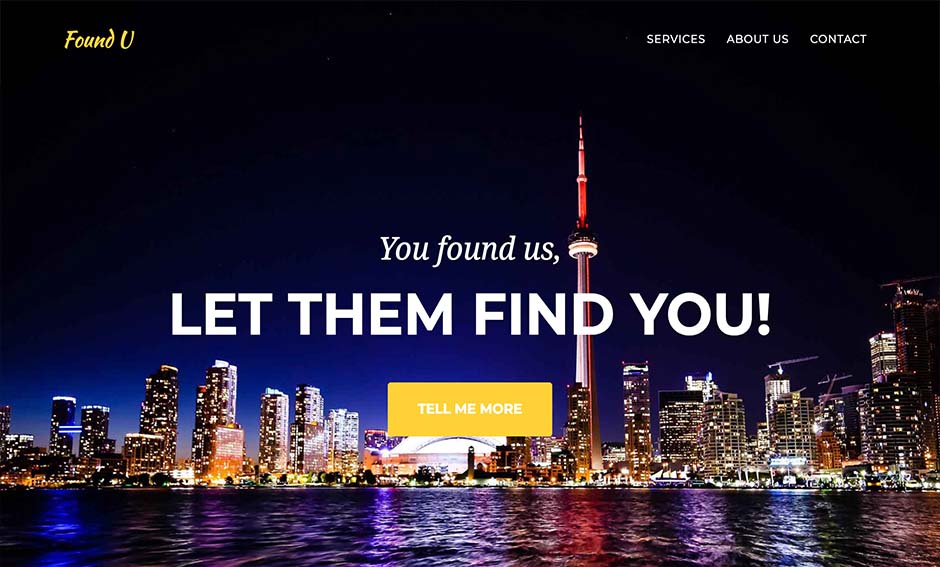 Found U
SERVICES ABOUT US CONTACT
You found us,
LET THEM FIND YOU!
TELL ME MORE